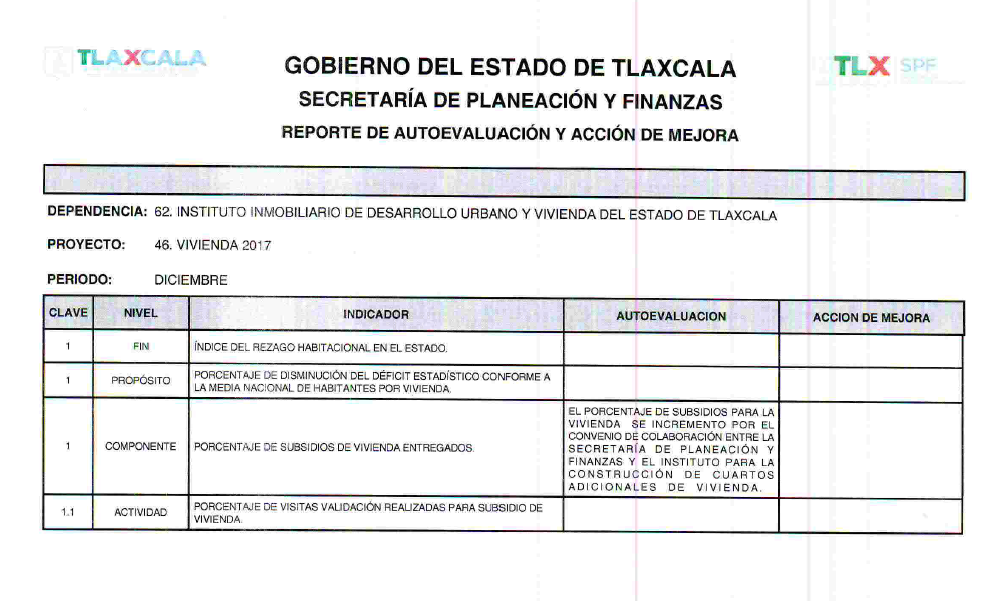 TLAXCALA
GOBIERNO DEL ESTADO DE TLAXCALA
TLX SPF
SECRETARÍA DE PLANEACIÓN Y FINANZAS
REPORTE DE AUTOEVALUACIÓN Y ACCIÓN DE MEJORA
DEPENDENCIA: 62. INSTITUTO INMOBILIARIO DE DESARROLLO URBANO Y VIVIENDA DEL ESTADO DE TLAXCALA
PROYECTO: 46. VIVIENDA 2017
PERIODO: DICIEMBRE
CLAVE NIVEL INDICADOR AUTOEVALUACION ACCION DE MEJORA
1 FIN ÍNDICE DEL REZAGO HABITACIONAL EN EL ESTADO.
1 PROPÓSITO PORCENTAJE DE DISMINUCIÓN DEL DÉFICIT ESTADÍSTICO CONFORME A
LA MEDIA NACIONAL DE HABITANTES POR VIVIENDA.
1 COMPONENTE PORCENTAJE DE SUBSIDIOS DE VIVIENDA ENTREGADOS.
EL PORCENTAJE DE SUBSIDIOS PARA LA
VIVIENDA SE INCREMENTO POR EL
CONVENIO DE COLABORACIÓN ENTRE LA
SECRETARÍA DE PLANEACIÓN Y
FINANZAS Y EL INSTITUTO PARA LA
CONSTRUCCIÓN DE CUARTOS
ADICIONALES DE VIVIENDA.
1.1 ACTIVIDAD PORCENTAJE DE VISITAS VALIDACIÓN REALIZADAS PARA SUBSIDIO DE
VIVIENDA.